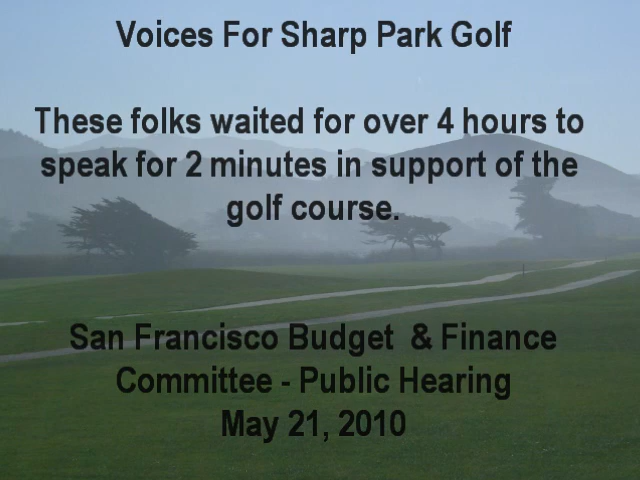 Voices For Sharp Park Golf
These folks waited for over 4 hours to
speak for 2 minutes in support of the
golf course.
San Francisco Budget & Finance
Committee - Public Hearing
May 21, 2010